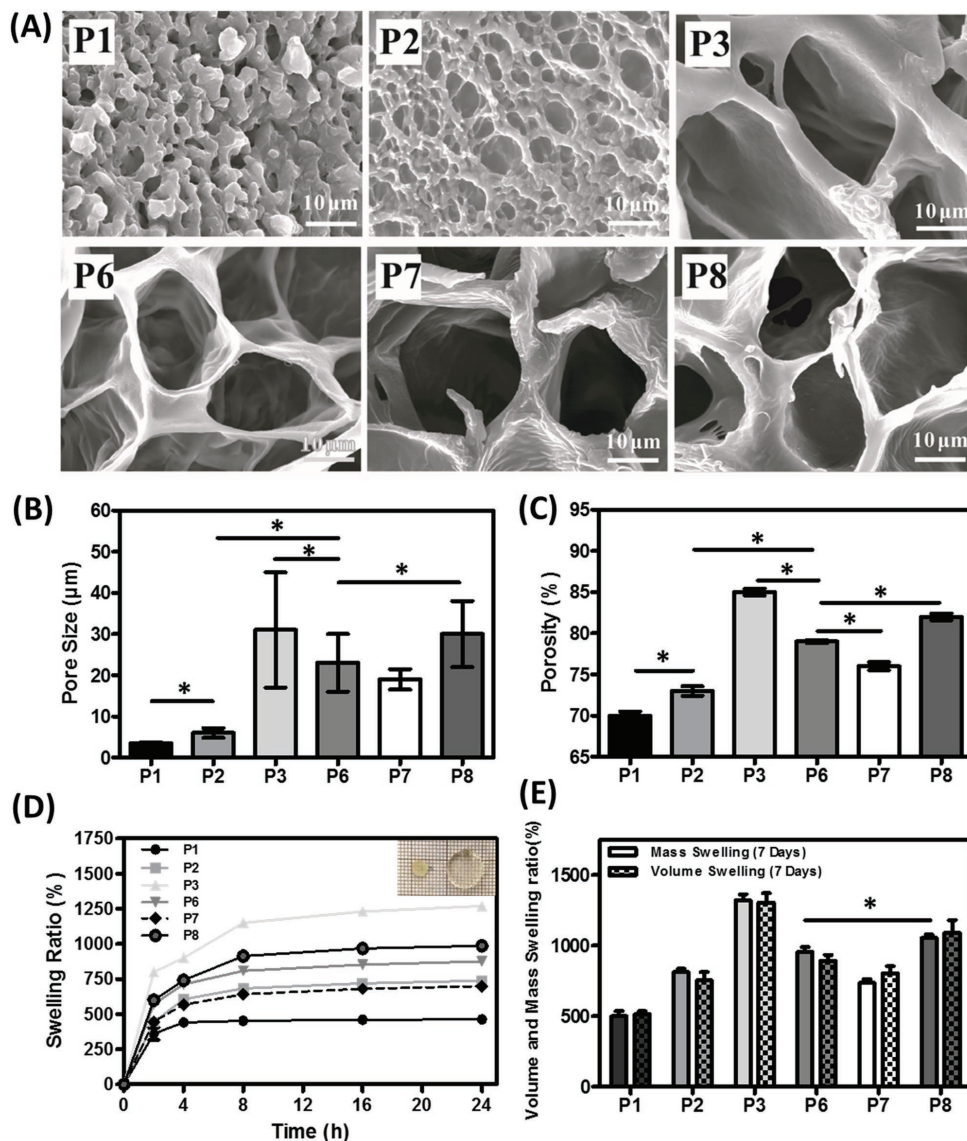 (A)
P1
P2
P3
10 μm
10 μm
10 μm
P6
P7
P8
10 μm
10 μm
10 μm
(B)
Pore Size (μm)
60
50
40
30
20
10
0
*
*
*
*
P1 P2 P3 P6 P7 P8
(C)
Porosity (%)
95
90
85
80
75
70
65
*
*
*
*
*
P1 P2 P3 P6 P7 P8
(D)
Swelling Ratio (%)
1750
1500
1250
1000
750
500
250
0
P1
P2
P3
P6
P7
P8
0 4 8 12 16 20 24
Time (h)
(E)
Volume and Mass Swelling ratio(%)
1500
1000
500
0
Mass Swelling (7 Days)
Volume Swelling (7 Days)
*
P1 P2 P3 P6 P7 P8